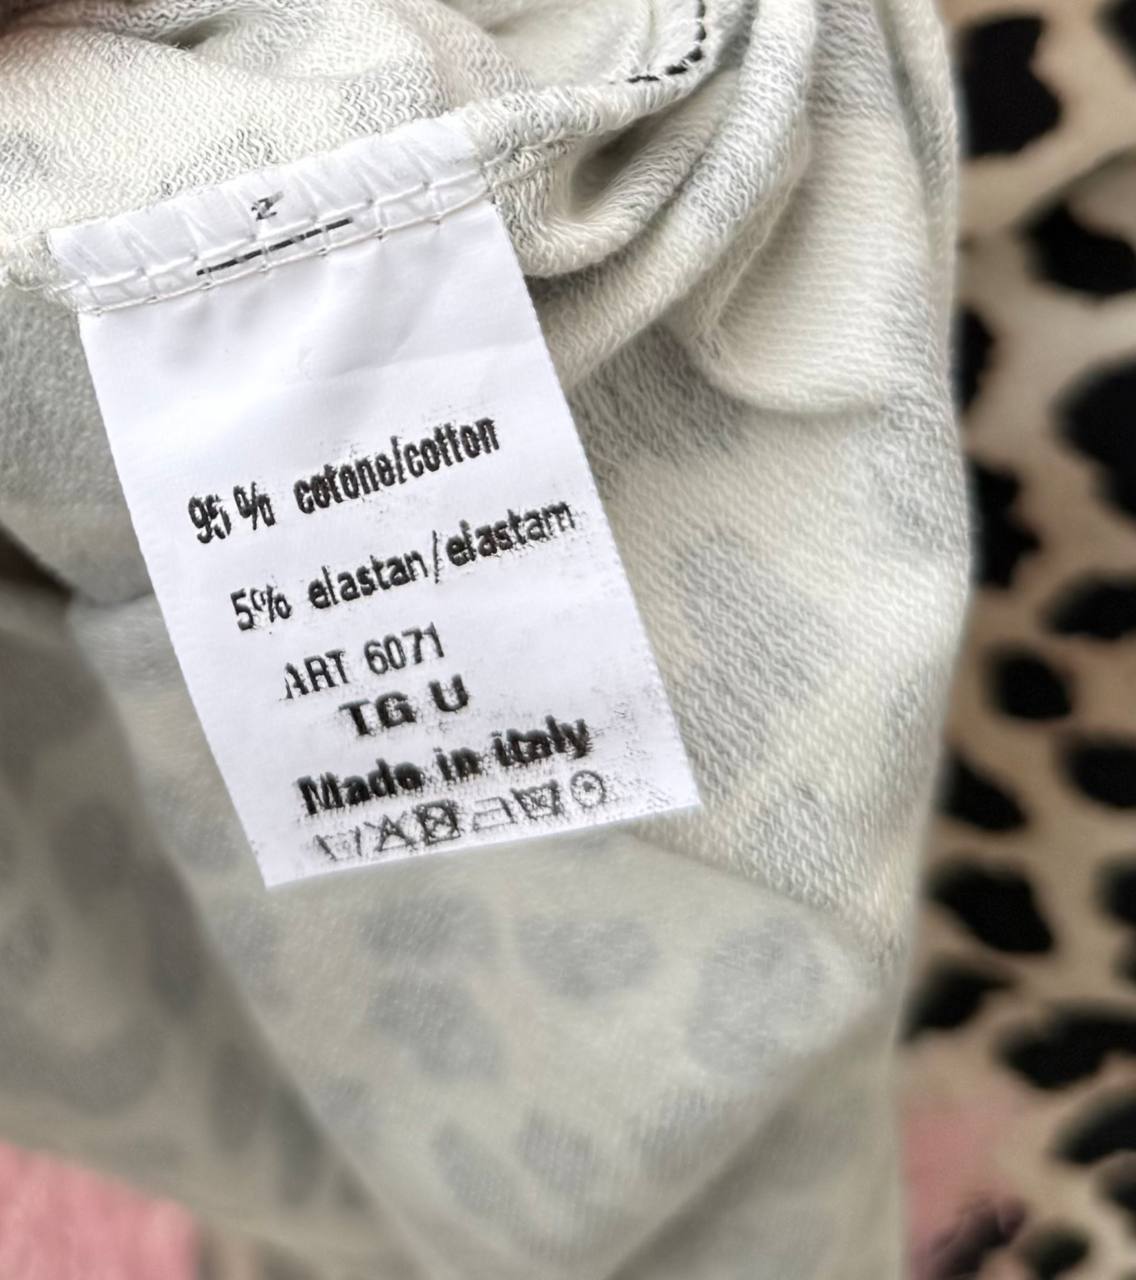 95% cotone/cotton
5% elastan/elastam
ART 6071
TG U
Made in italy